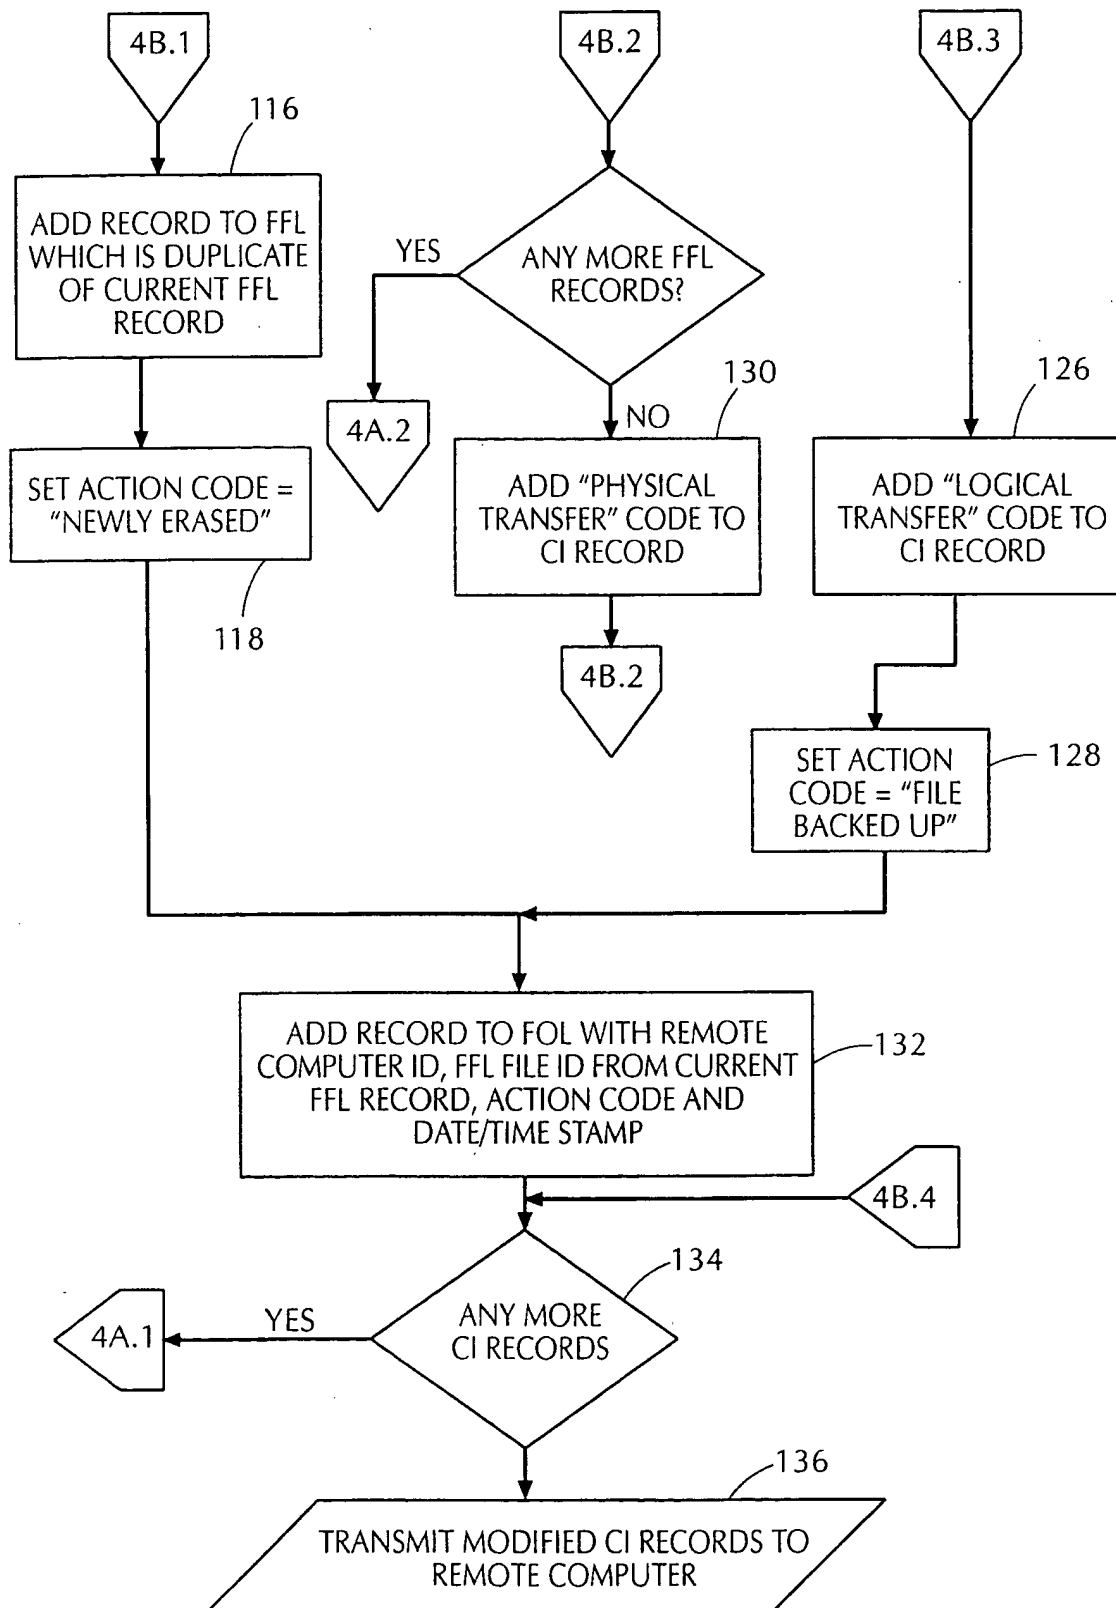 4B.1
4B.2
4B.3
116
ADD RECORD TO FFL
WHICH IS DUPLICATE
OF CURRENT FFL
RECORD
YES
ANY MORE FFL
RECORDS?
130
126
4A.2
NO
SET ACTION CODE =
"NEWLY ERASED"
118
ADD "PHYSICAL
TRANSFER" CODE TO
CI RECORD
ADD "LOGICAL
TRANSFER" CODE TO
CI RECORD
4B.2
SET ACTION
CODE = "FILE
BACKED UP"
128
ADD RECORD TO FOL WITH REMOTE
COMPUTER ID, FFL FILE ID FROM CURRENT
FFL RECORD, ACTION CODE AND
DATE/TIME STAMP
132
4B.4
134
ANY MORE
CI RECORDS
YES
4A.1
136
TRANSMIT MODIFIED CI RECORDS TO
REMOTE COMPUTER